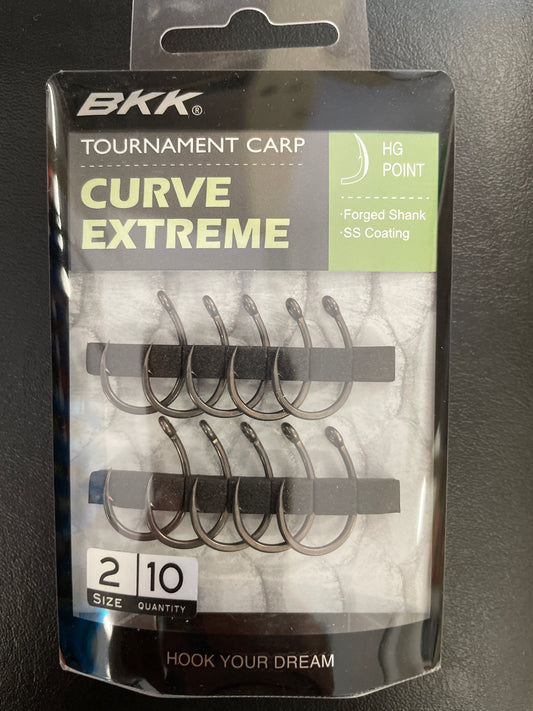 BKK®
TOURNAMENT CARP
CURVE
EXTREME
HG
POINT
·Forged Shank
·SS Coating
2 10
SIZE QUANTITY
HOOK YOUR DREAM